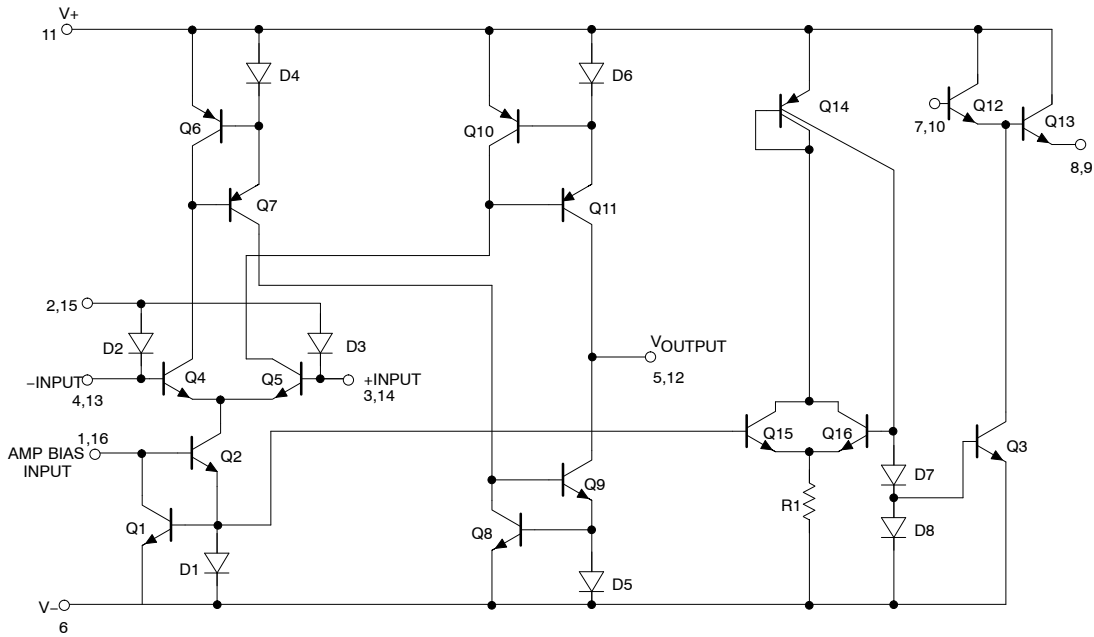 V+
11
D4
D6
Q14
Q12
Q13
7,10
8,9
Q6
Q10
Q7
Q11
2,15
D2
D3
VOUTPUT
5,12
−INPUT
4,13
Q4
Q5
+INPUT
3,14
1,16
AMP BIAS
INPUT
Q2
Q15
Q16
Q3
D7
Q9
R1
Q1
Q8
D8
D1
D5
V−
6